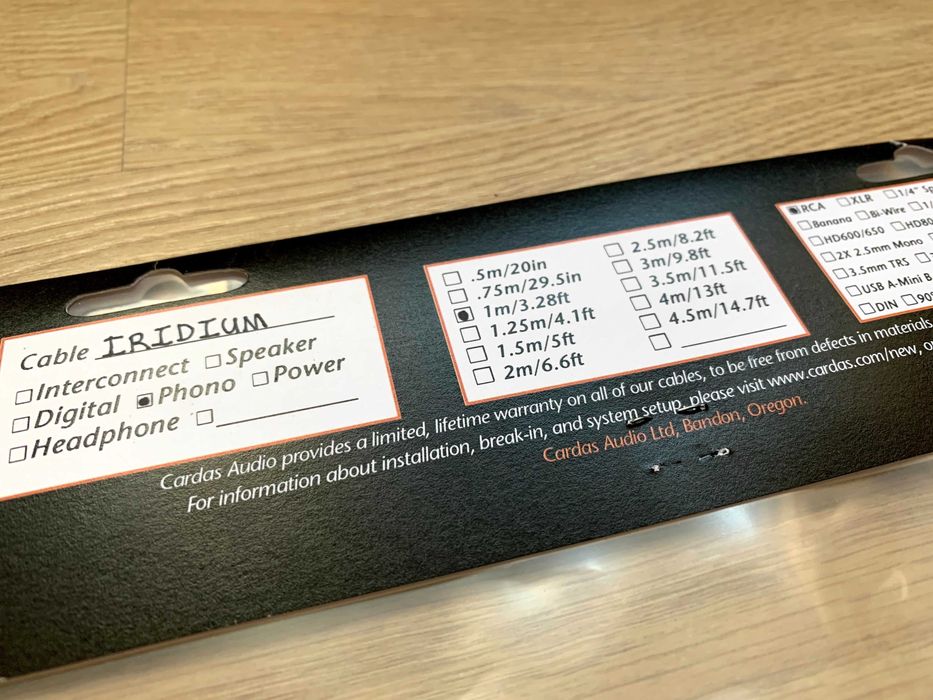 Cable IRIDIUM
☐ Interconnect ☐ Speaker
☐ Digital ☒ Phono ☐ Power
☐ Headphone ☐
☐ .5m/20in
☐ .75m/29.5in
☒ 1m/3.28ft
☐ 1.25m/4.1ft
☐ 1.5m/5ft
☐ 2m/6.6ft
☐ 2.5m/8.2ft
☐ 3m/9.8ft
☐ 3.5m/11.5ft
☐ 4m/13ft
☐ 4.5m/14.7ft
☐
☒ RCA ☐ XLR ☐ 1/4"
☐ Banana ☐ Bi-Wire ☐
☐ HD600/650 ☐
☐ 2X 2.5mm Mono ☐
☐ 3.5mm TRS ☐
☐ USB A-Mini B
☐ DIN ☐
Cardas Audio provides a limited, lifetime warranty on all of our cables, to be free from defects in materials
For information about installation, break-in, and system setup, please visit www.cardas.com/new,
Cardas Audio Ltd, Bandon, Oregon.